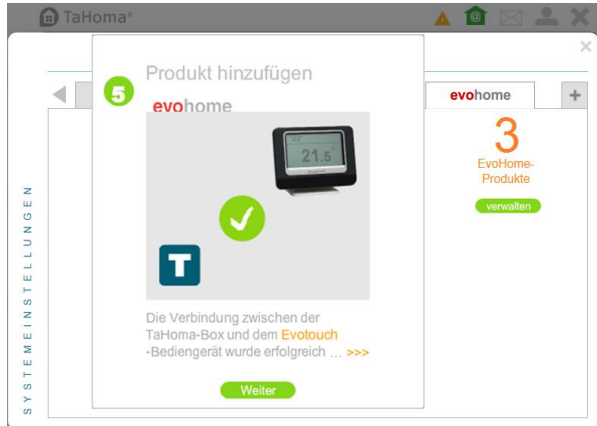 TaHoma®
Produkt hinzufügen
5
evohome
21.5
T
Die Verbindung zwischen der
TaHoma-Box und dem Evotouch
-Bediengerät wurde erfolgreich ... >>>
Weiter
evohome
+
3
EvoHome-
Produkte
verwalten
SYSTEMEINSTELLUNGEN